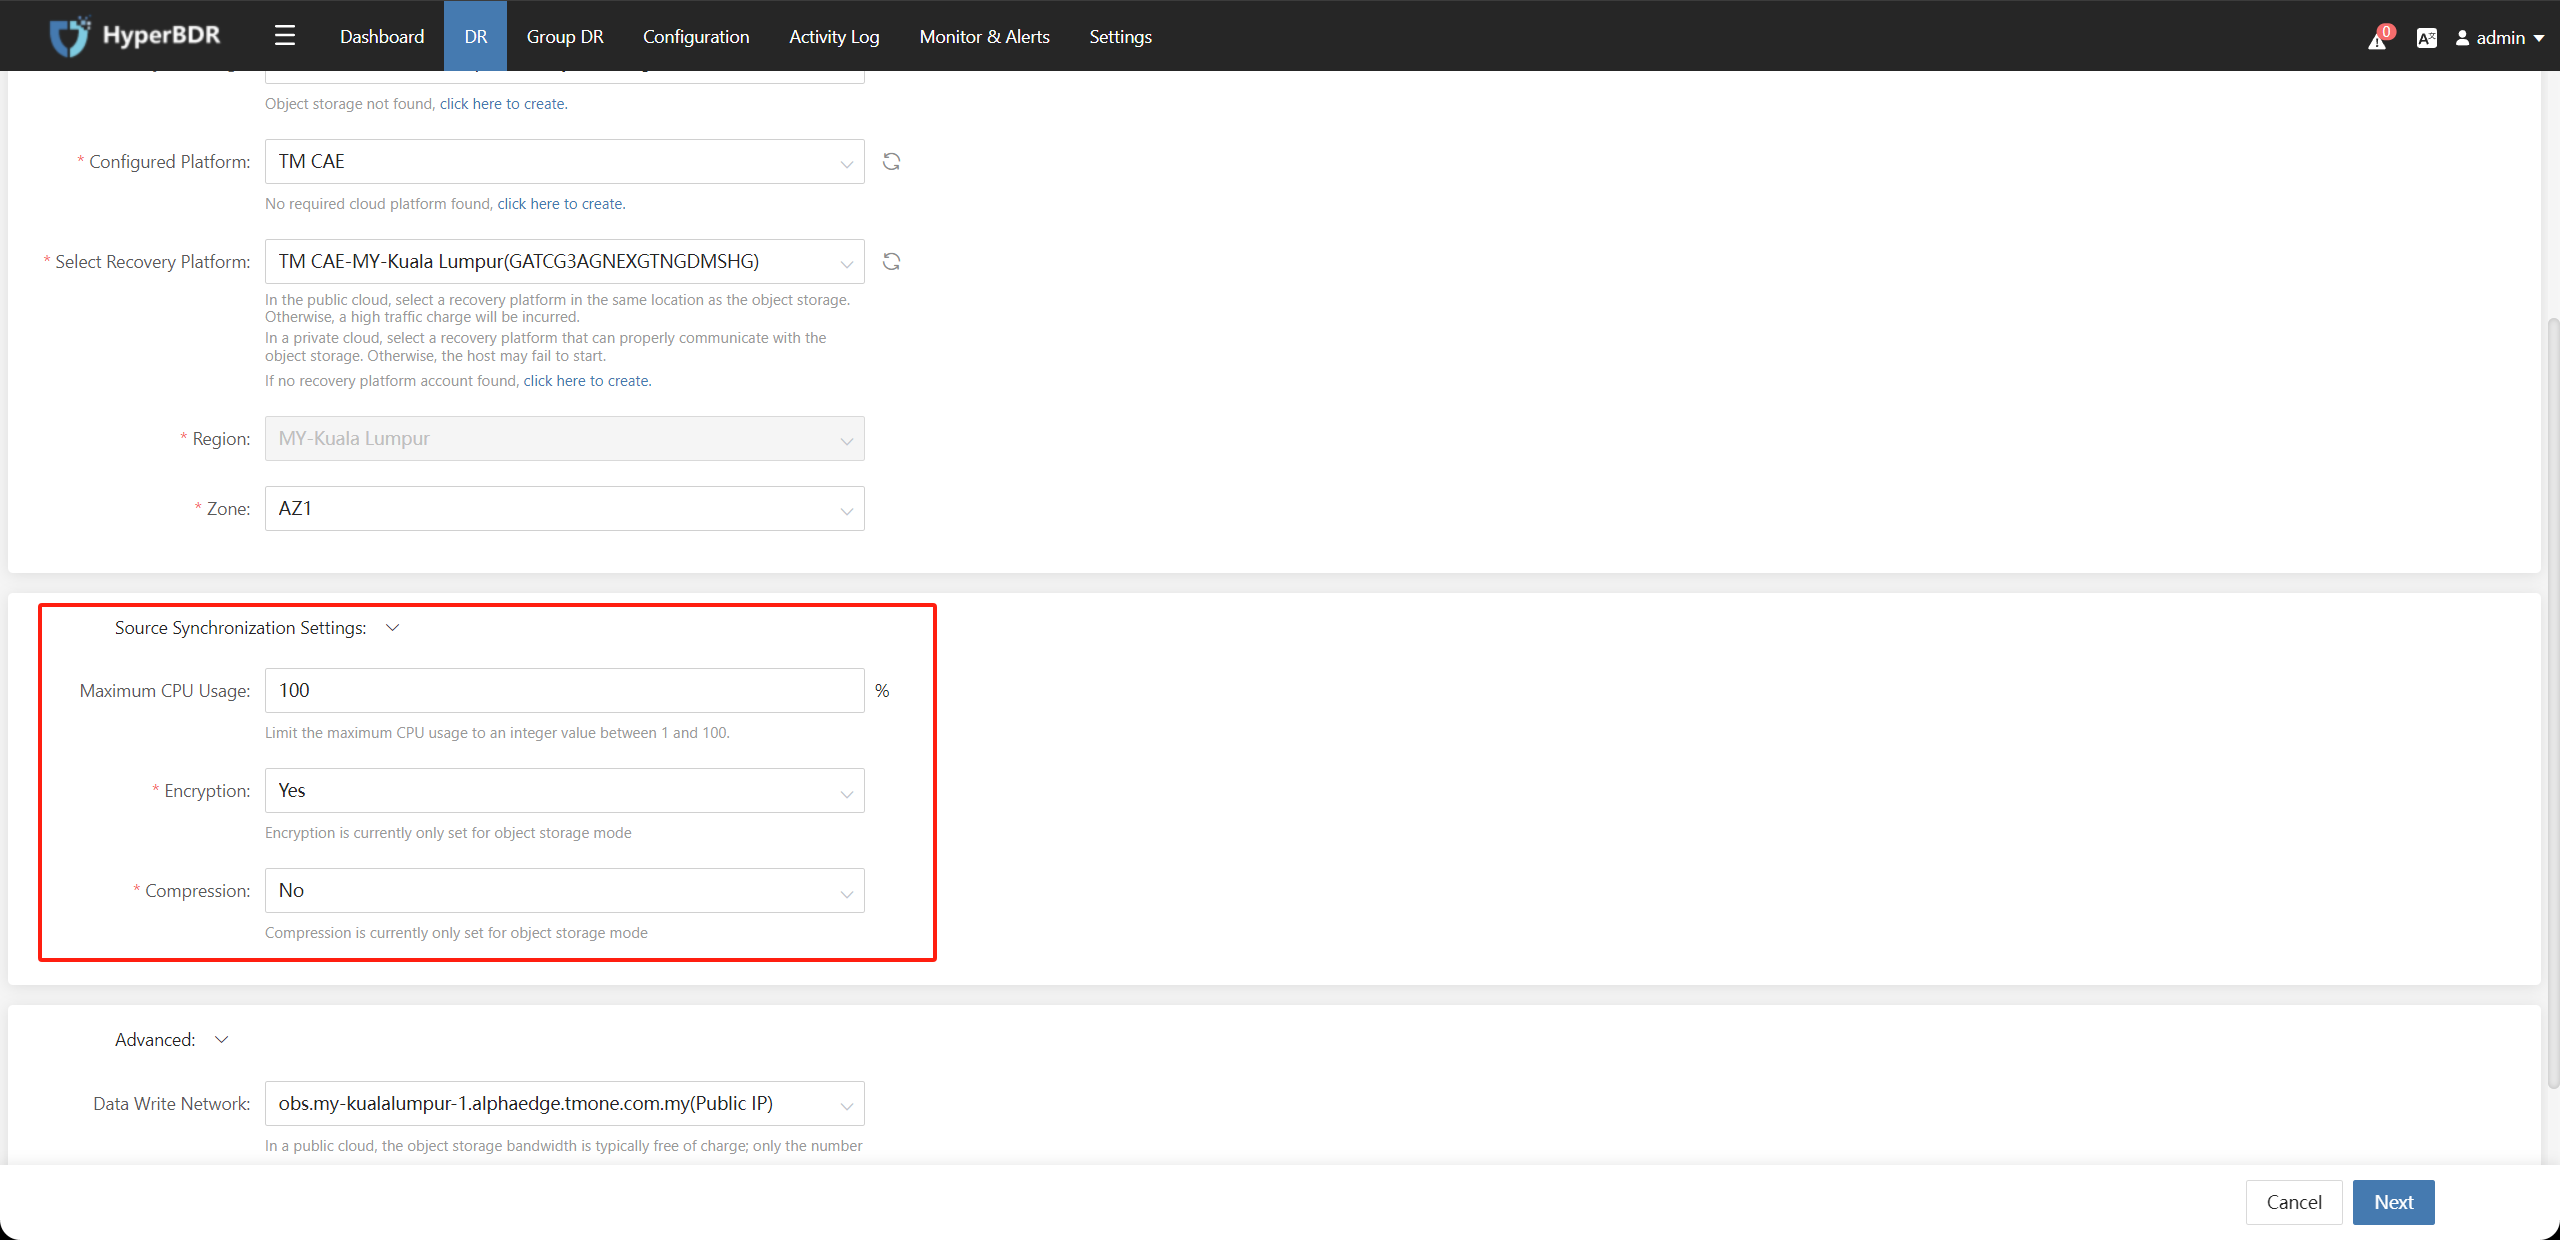 HyperBDR
Dashboard
DR
Group DR
Configuration
Activity Log
Monitor & Alerts
Settings
0
admin
Object storage not found, click here to create.
* Configured Platform:
TM CAE
No required cloud platform found, click here to create.
* Select Recovery Platform:
TM CAE-MY-Kuala Lumpur(GATCG3AGNEXGTNGDMSHG)
In the public cloud, select a recovery platform in the same location as the object storage.
Otherwise, a high traffic charge will be incurred.
In a private cloud, select a recovery platform that can properly communicate with the
object storage. Otherwise, the host may fail to start.
If no recovery platform account found, click here to create.
* Region:
MY-Kuala Lumpur
* Zone:
AZ1
Source Synchronization Settings:
Maximum CPU Usage:
100
%
Limit the maximum CPU usage to an integer value between 1 and 100.
* Encryption:
Yes
Encryption is currently only set for object storage mode
* Compression:
No
Compression is currently only set for object storage mode
Advanced:
Data Write Network:
obs.my-kualalumpur-1.alphaedge.tmone.com.my(Public IP)
In a public cloud, the object storage bandwidth is typically free of charge; only the number
Cancel
Next